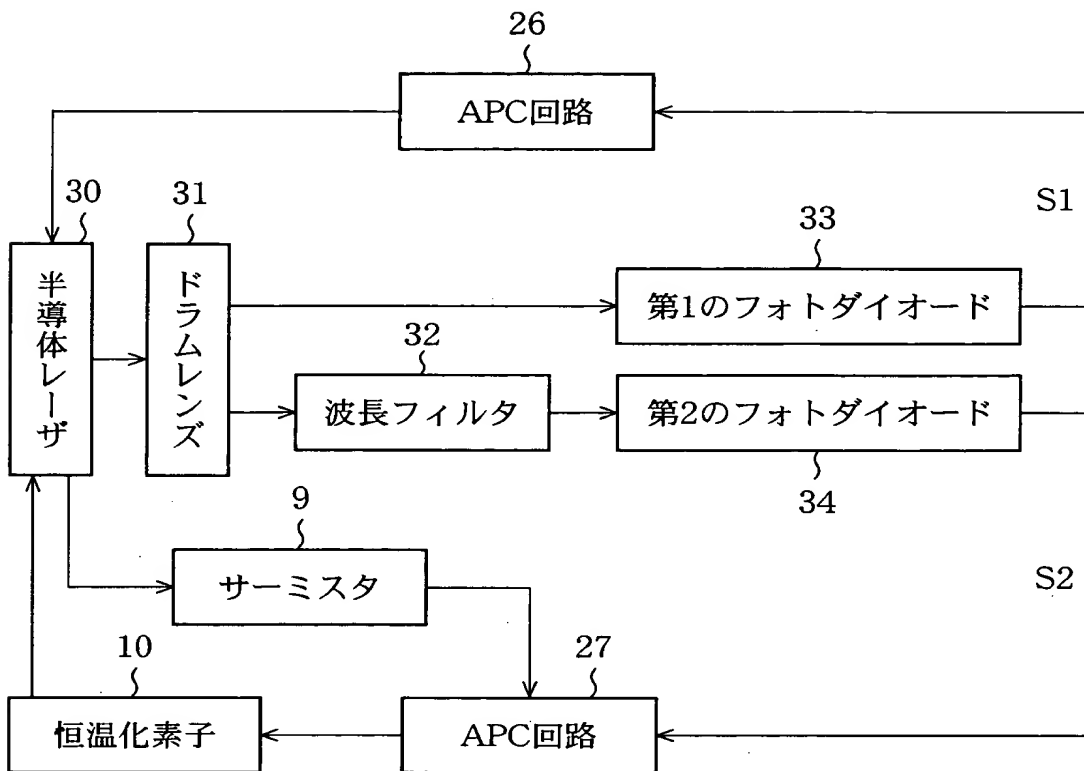 26
APC回路
S1
30
31
33
半導体レーザ
ドラムレンズ
第1のフォトダイオード
32
波長フィルタ
第2のフォトダイオード
34
9
サーミスタ
S2
10
27
恒温化素子
APC回路